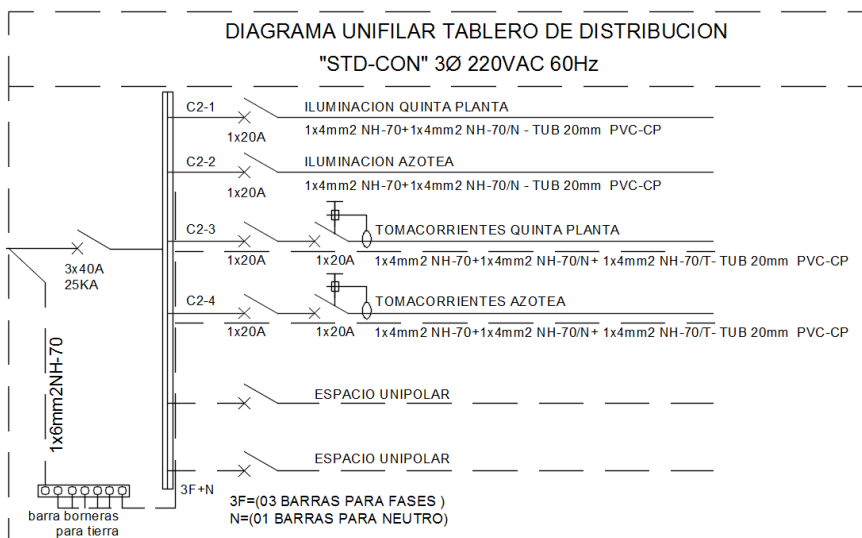 DIAGRAMA UNIFILAR TABLERO DE DISTRIBUCION
"STD-CON" 3Ø 220VAC 60Hz
C2-1
ILUMINACION QUINTA PLANTA
1x20A
1x4mm2 NH-70+1x4mm2 NH-70/N - TUB 20mm PVC-CP
C2-2
ILUMINACION AZOTEA
1x20A
1x4mm2 NH-70+1x4mm2 NH-70/N - TUB 20mm PVC-CP
C2-3
TOMACORRIENTES QUINTA PLANTA
1x20A
1x20A
1x4mm2 NH-70+1x4mm2 NH-70/N+ 1x4mm2 NH-70/T- TUB 20mm PVC-CP
3x40A
25KA
C2-4
TOMACORRIENTES AZOTEA
1x20A
1x20A
1x4mm2 NH-70+1x4mm2 NH-70/N+ 1x4mm2 NH-70/T- TUB 20mm PVC-CP
1x6mm2NH-70
ESPACIO UNIPOLAR
ESPACIO UNIPOLAR
3F+N
3F=(03 BARRAS PARA FASES )
N=(01 BARRAS PARA NEUTRO)
barra borneras
para tierra